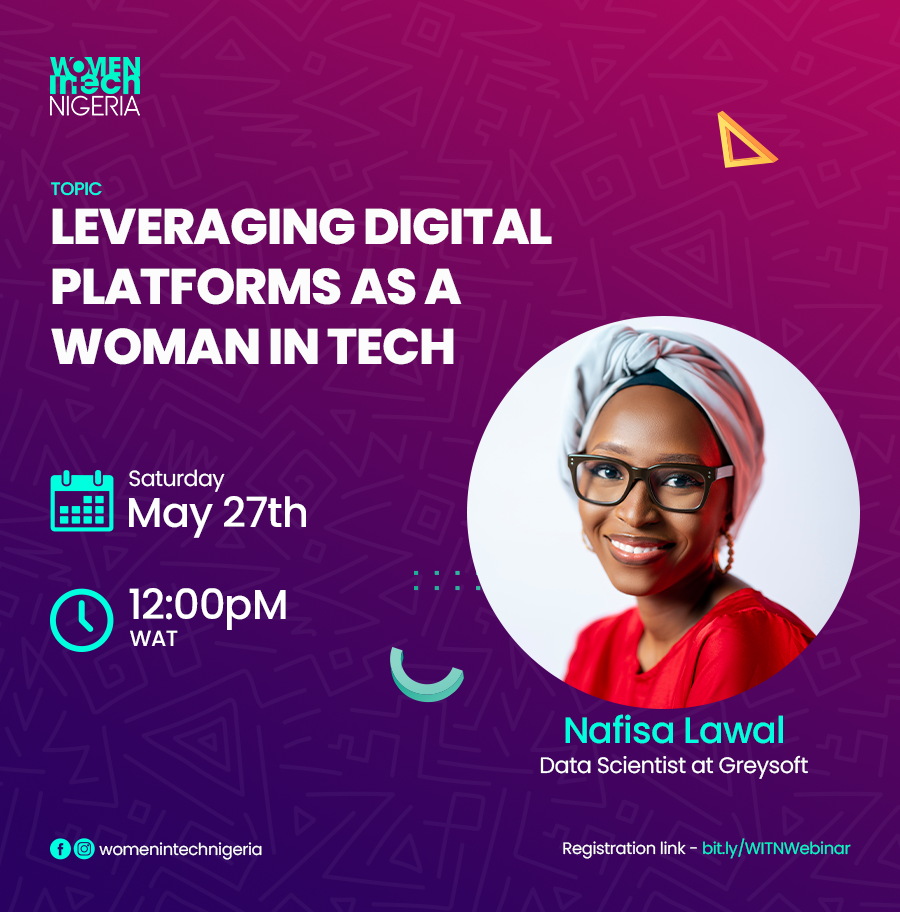 WOMEN
in tech
NIGERIA
TOPIC
LEVERAGING DIGITAL
PLATFORMS AS A
WOMAN IN TECH
Saturday
May 27th
12:00pM
WAT
Nafisa Lawal
Data Scientist at Greysoft
womenintechnigeria
Registration link - bit.ly/WITNWebinar